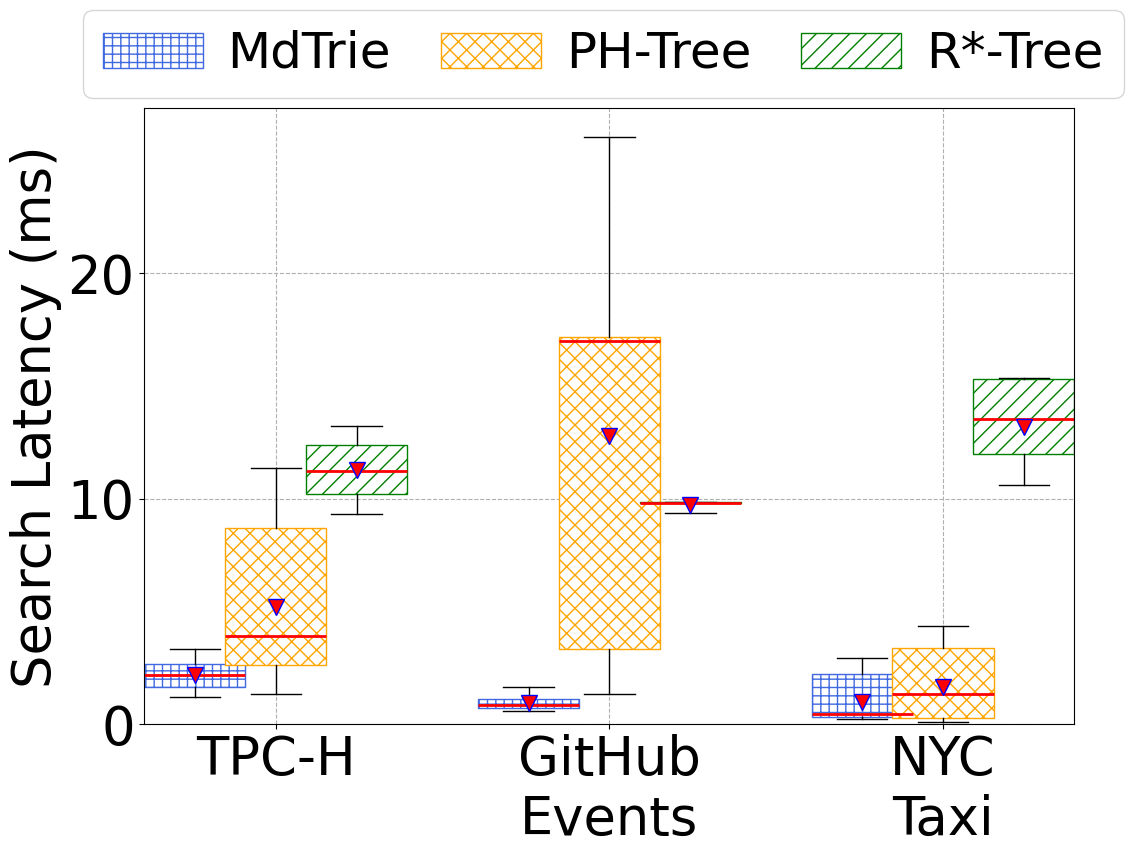 MdTrie PH-Tree R*-Tree
Search Latency (ms)
20
10
0
TPC-H GitHub Events NYC Taxi